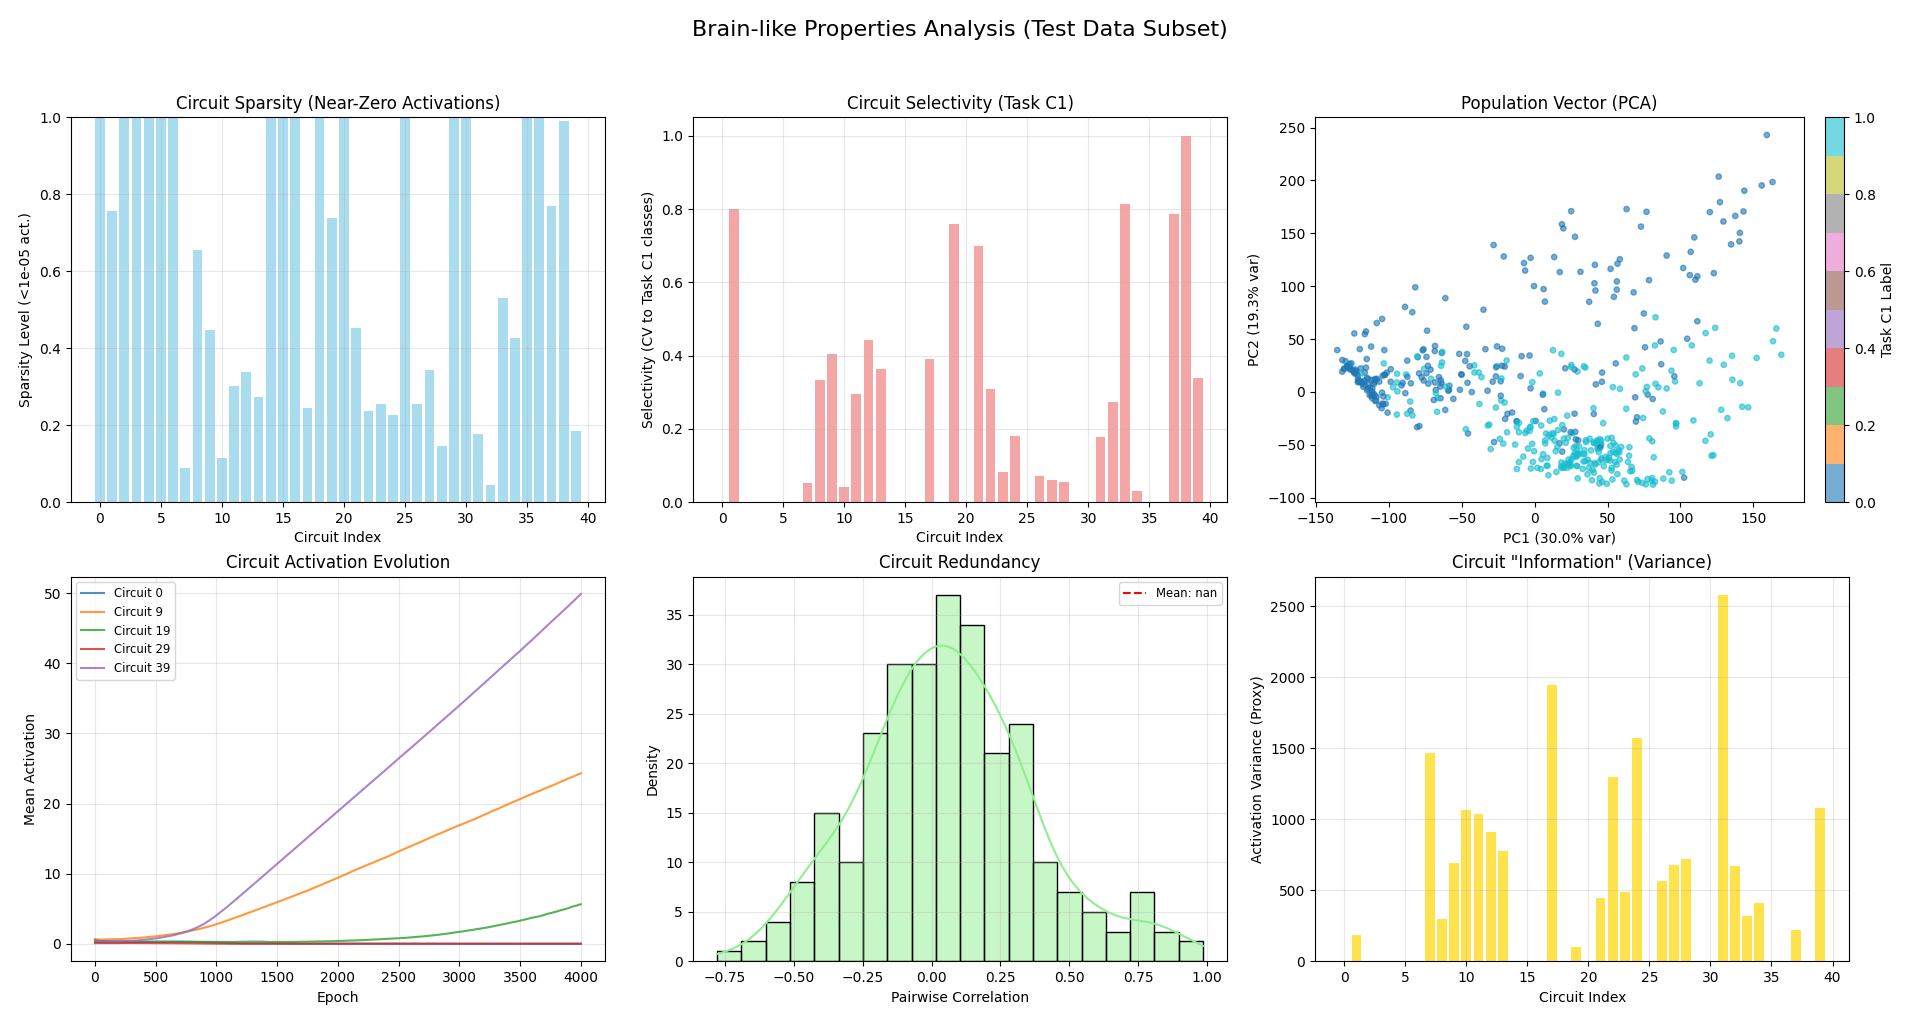 Brain-like Properties Analysis (Test Data Subset)
Circuit Sparsity (Near-Zero Activations)
1.0
0.8
0.6
0.4
0.2
0.0
Sparsity Level (<1e-05 act.)
0 5 10 15 20 25 30 35 40
Circuit Index
Circuit Selectivity (Task C1)
1.0
0.8
0.6
0.4
0.2
0.0
Selectivity (CV to Task C1 classes)
0 5 10 15 20 25 30 35 40
Circuit Index
Population Vector (PCA)
250
200
150
100
50
0
−50
−100
PC2 (19.3% var)
−150 −100 −50 0 50 100 150
PC1 (30.0% var)
1.0
0.8
0.6
0.4
0.2
0.0
Task C1 Label
Circuit Activation Evolution
50
40
30
20
10
0
Mean Activation
Circuit 0
Circuit 9
Circuit 19
Circuit 29
Circuit 39
0 500 1000 1500 2000 2500 3000 3500 4000
Epoch
Circuit Redundancy
35
30
25
20
15
10
5
0
Density
Mean: nan
−0.75 −0.50 −0.25 0.00 0.25 0.50 0.75 1.00
Pairwise Correlation
Circuit "Information" (Variance)
2500
2000
1500
1000
500
0
Activation Variance (Proxy)
0 5 10 15 20 25 30 35 40
Circuit Index